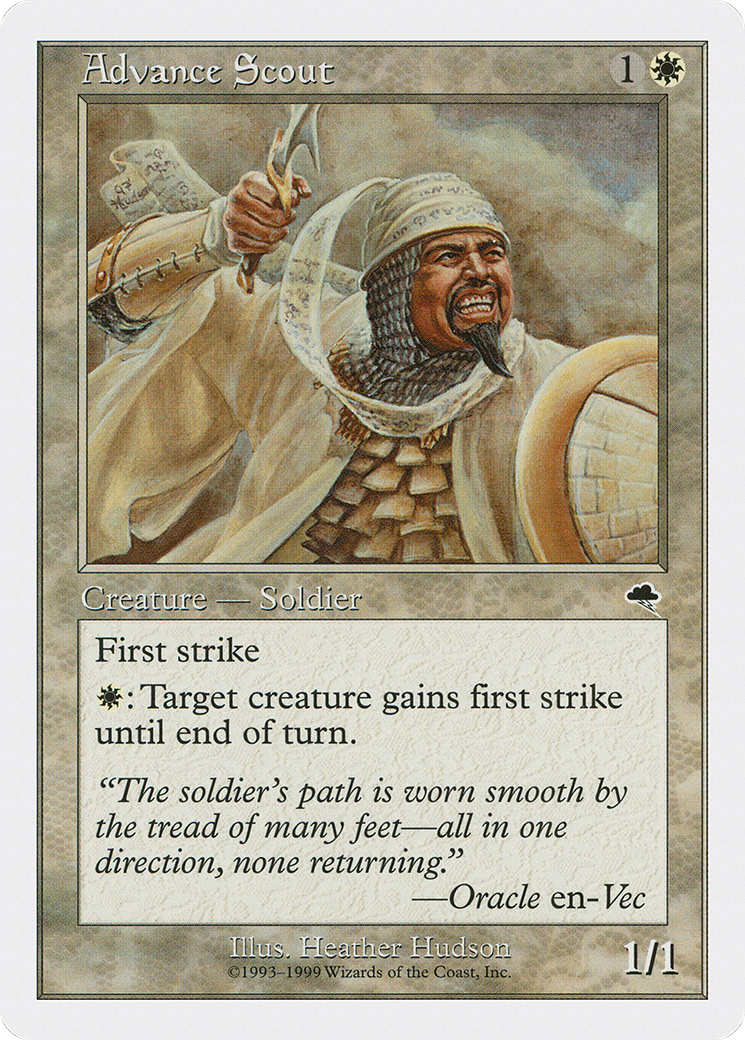 Advance Scout 1
Creature — Soldier
First strike
: Target creature gains first strike
until end of turn.
“The soldier’s path is worn smooth by
the tread of many feet—all in one
direction, none returning.”
—Oracle en-Vec
Illus. Heather Hudson
©1993–1999 Wizards of the Coast, Inc.
1/1